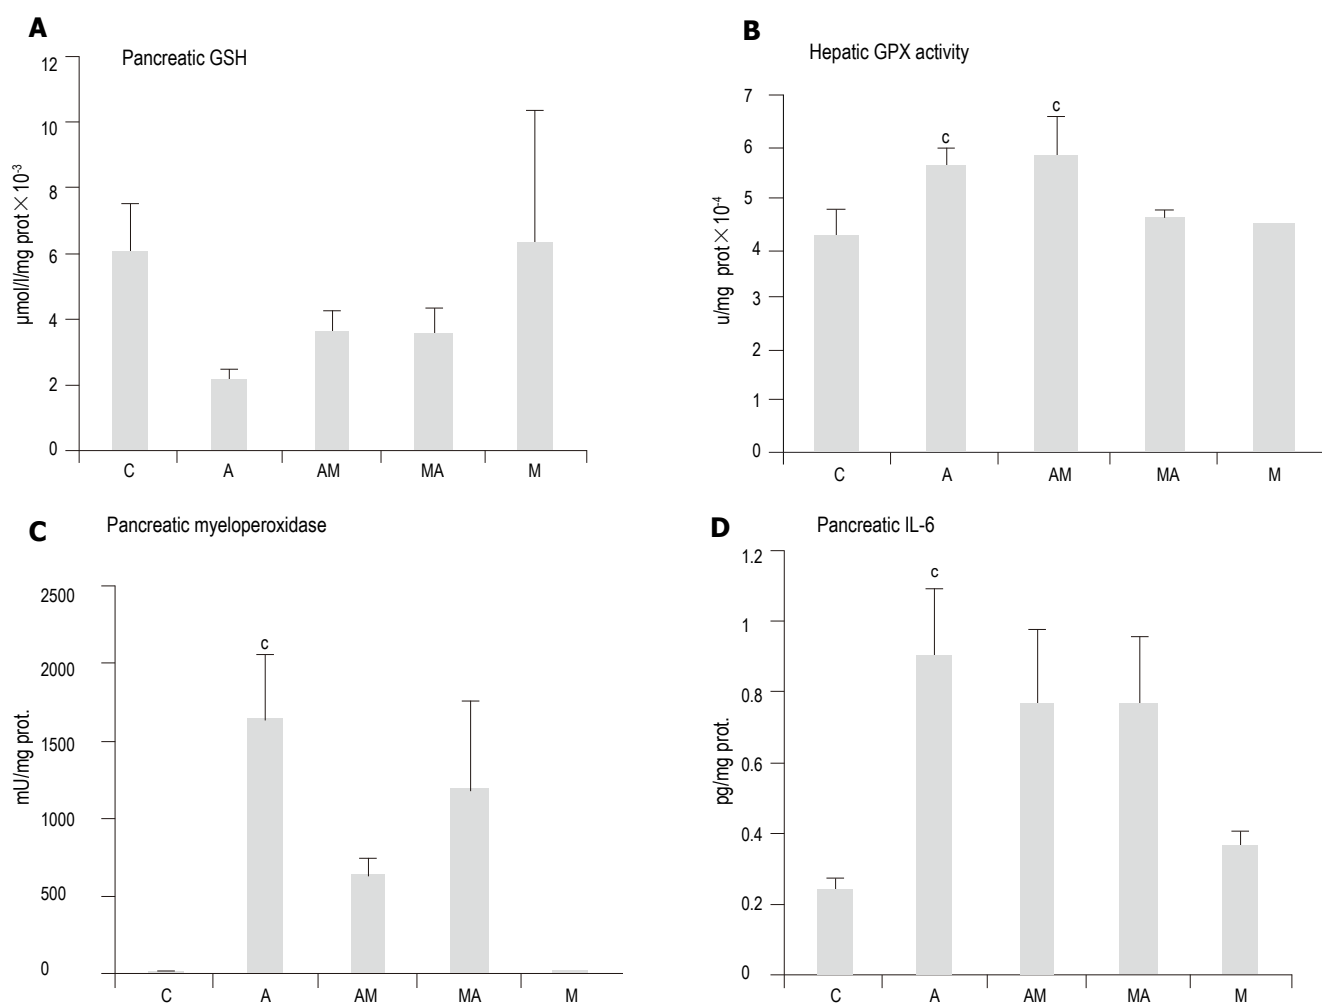 A
Pancreatic GSH
12
10
8
6
4
2
0
μmol/l/mg prot × 10⁻³
C A AM MA M
B
Hepatic GPX activity
7
6
5
4
3
2
1
0
u/mg prot × 10⁻⁴
c
c
C A AM MA M
C
Pancreatic myeloperoxidase
2500
2000
1500
1000
500
0
mU/mg prot.
c
C A AM MA M
D
Pancreatic IL-6
1.2
1
0.8
0.6
0.4
0.2
0
pg/mg prot.
c
C A AM MA M